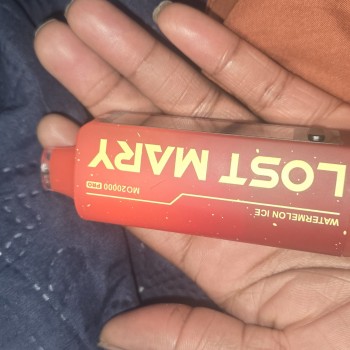 LOST MARY
MO20000 PRO
WATERMELON ICE